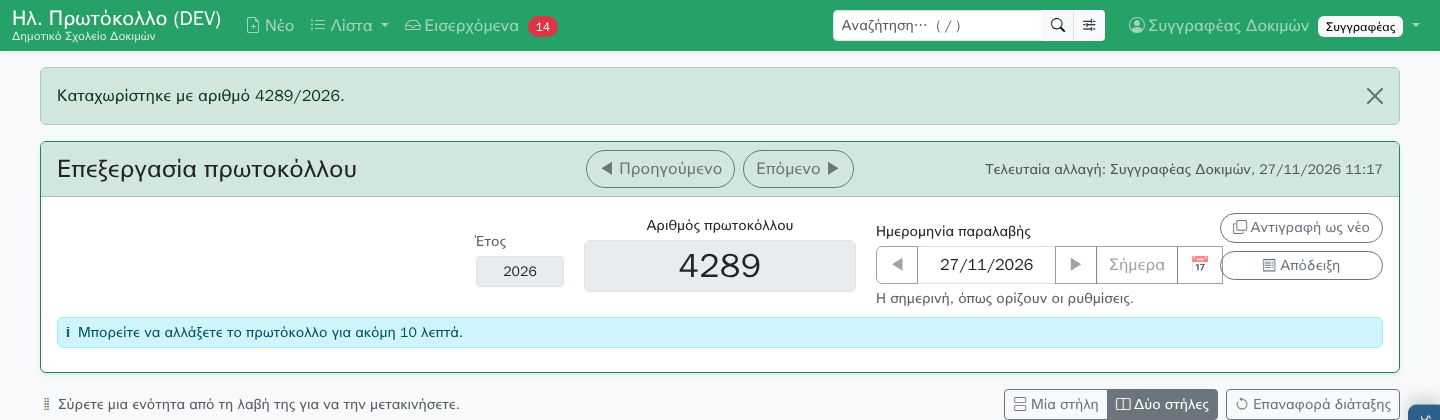 Ηλ. Πρωτόκολλο (DEV)
Δημοτικό Σχολείο Δοκιμών
Νέο
Λίστα
Εισερχόμενα 14
Αναζήτηση… ( / )
Συγγραφέας Δοκιμών Συγγραφέας
Καταχωρίστηκε με αριθμό 4289/2026.
Επεξεργασία πρωτοκόλλου
◀ Προηγούμενο
Επόμενο ▶
Τελευταία αλλαγή: Συγγραφέας Δοκιμών, 27/11/2026 11:17
Έτος
2026
Αριθμός πρωτοκόλλου
4289
Ημερομηνία παραλαβής
◀ 27/11/2026 ▶ Σήμερα
Η σημερινή, όπως ορίζουν οι ρυθμίσεις.
Αντιγραφή ως νέο
Απόδειξη
Μπορείτε να αλλάξετε το πρωτόκολλο για ακόμη 10 λεπτά.
Σύρετε μια ενότητα από τη λαβή της για να την μετακινήσετε.
Μία στήλη
Δύο στήλες
Επαναφορά διάταξης